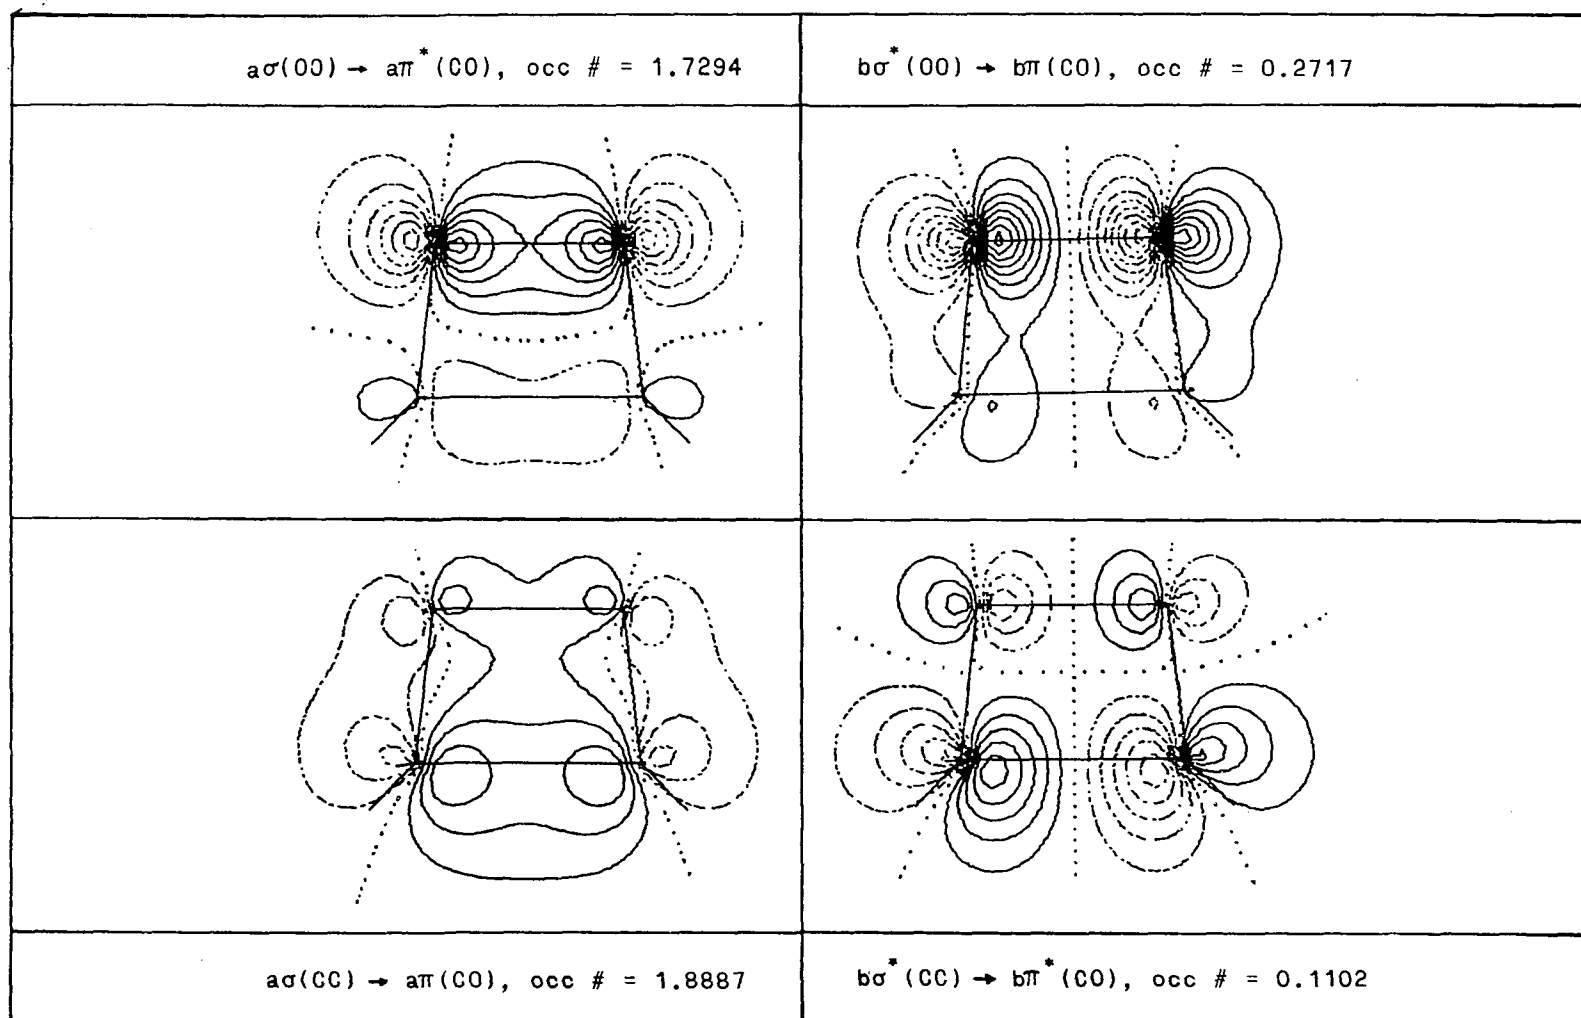 aσ(OO) → aπ*(CO), occ # = 1.7294
bσ*(OO) → bπ(CO), occ # = 0.2717
aσ(CC) → aπ(CO), occ # = 1.8887
bσ*(CC) → bπ*(CO), occ # = 0.1102